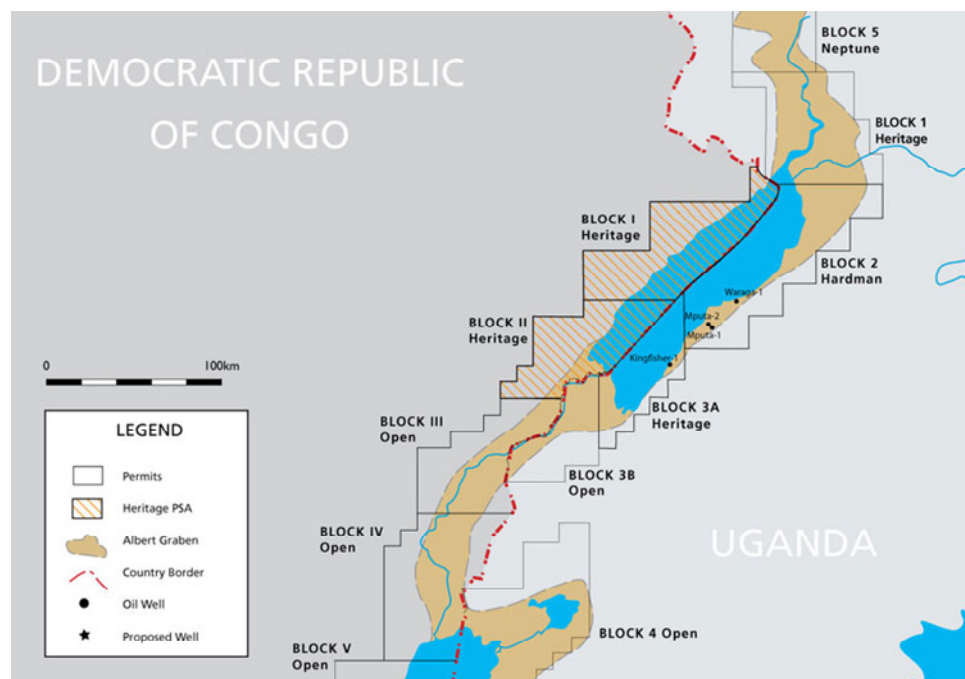 DEMOCRATIC REPUBLIC
OF CONGO
BLOCK 5
Neptune
BLOCK 1
Heritage
BLOCK I
Heritage
BLOCK 2
Hardman
Waraga-1
Mputa-2
Mputa-1
BLOCK II
Heritage
Kingfisher-1
0 100km
BLOCK 3A
Heritage
BLOCK III
Open
BLOCK 3B
Open
LEGEND
Permits
Heritage PSA
Albert Graben
Country Border
Oil Well
Proposed Well
BLOCK IV
Open
UGANDA
BLOCK 4 Open
BLOCK V
Open